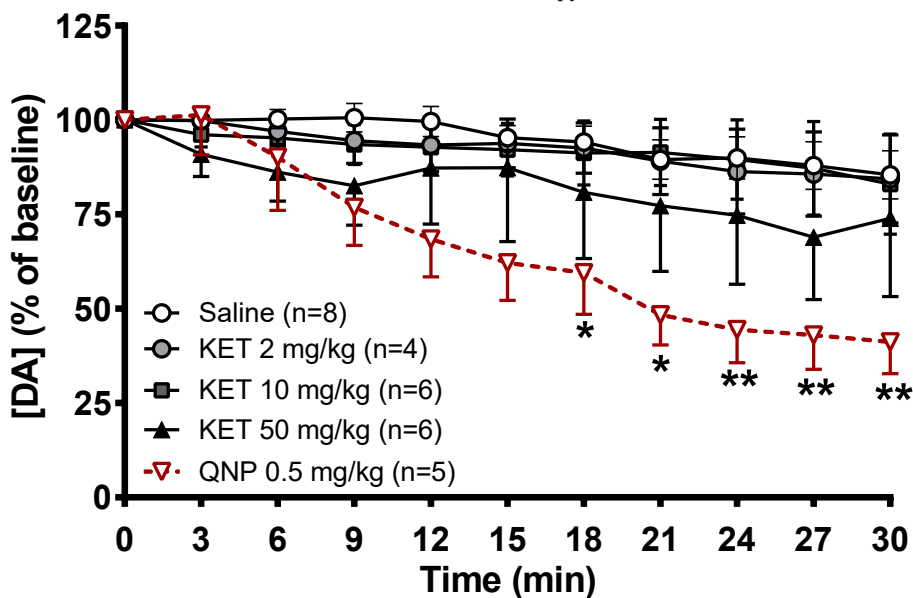 125
100
75
50
25
0
[DA] (% of baseline)
Saline (n=8)
KET 2 mg/kg (n=4)
KET 10 mg/kg (n=6)
KET 50 mg/kg (n=6)
QNP 0.5 mg/kg (n=5)
* * ** ** **
0 3 6 9 12 15 18 21 24 27 30
Time (min)